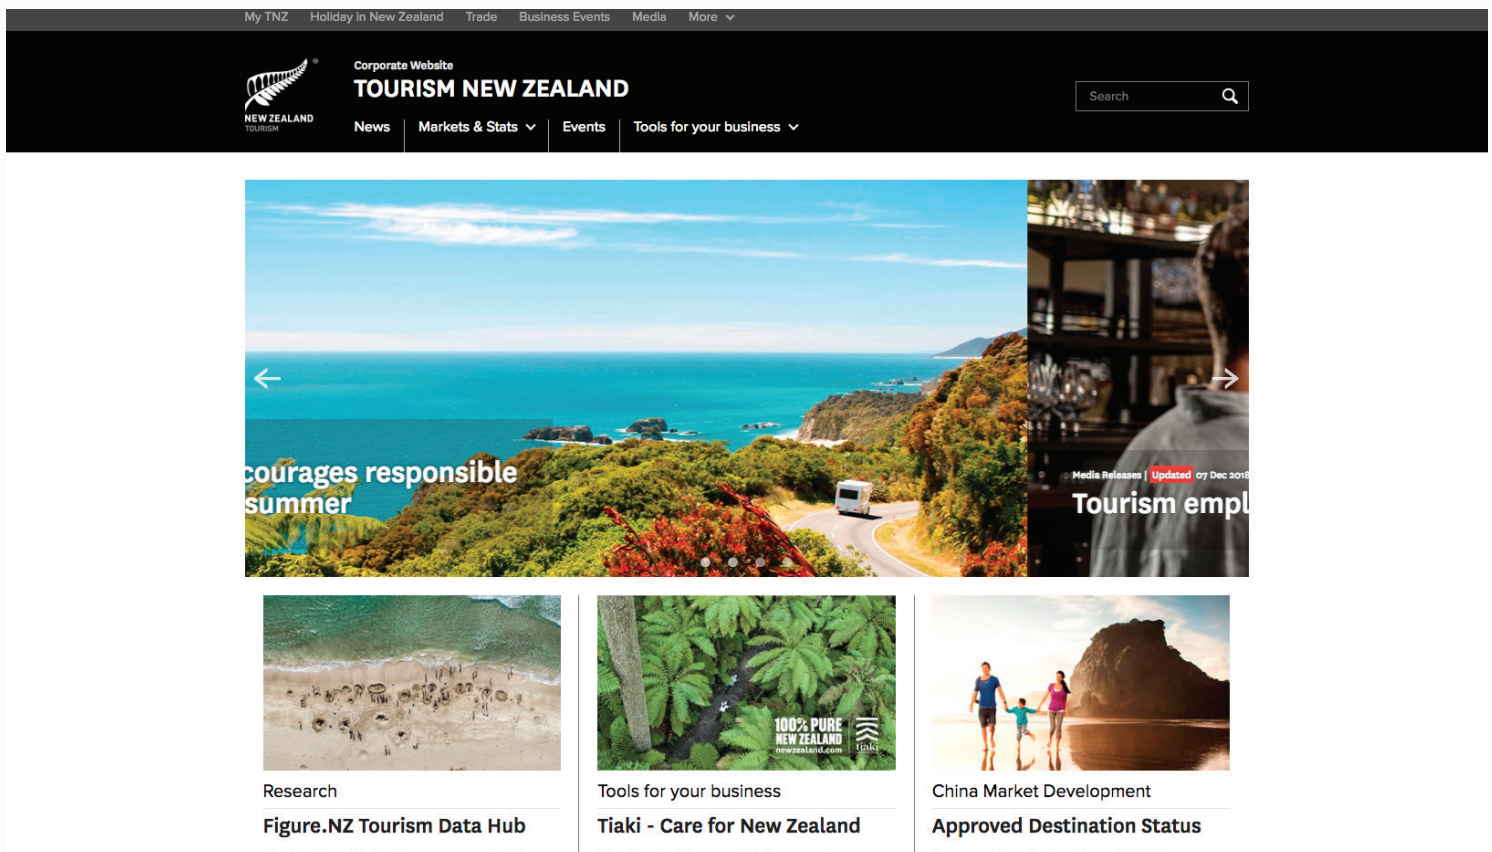 My TNZ Holiday in New Zealand Trade Business Events Media More
Corporate Website
TOURISM NEW ZEALAND
NEW ZEALAND
TOURISM
News Markets & Stats Events Tools for your business
Search
courages responsible
summer
Media Releases | Updated 07 Dec 2018
Tourism empl
100% PURE
NEW ZEALAND
newzealand.com
tiaki
Research
Figure.NZ Tourism Data Hub
Tools for your business
Tiaki - Care for New Zealand
China Market Development
Approved Destination Status